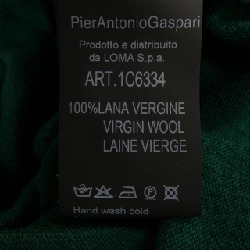 PierAntonioGaspari
Prodotto e distribuito
da LOMA S.p.a.
ART.1C6334
100%LANA VERGINE
VIRGIN WOOL
LAINE VIERGE
Hand wash cold